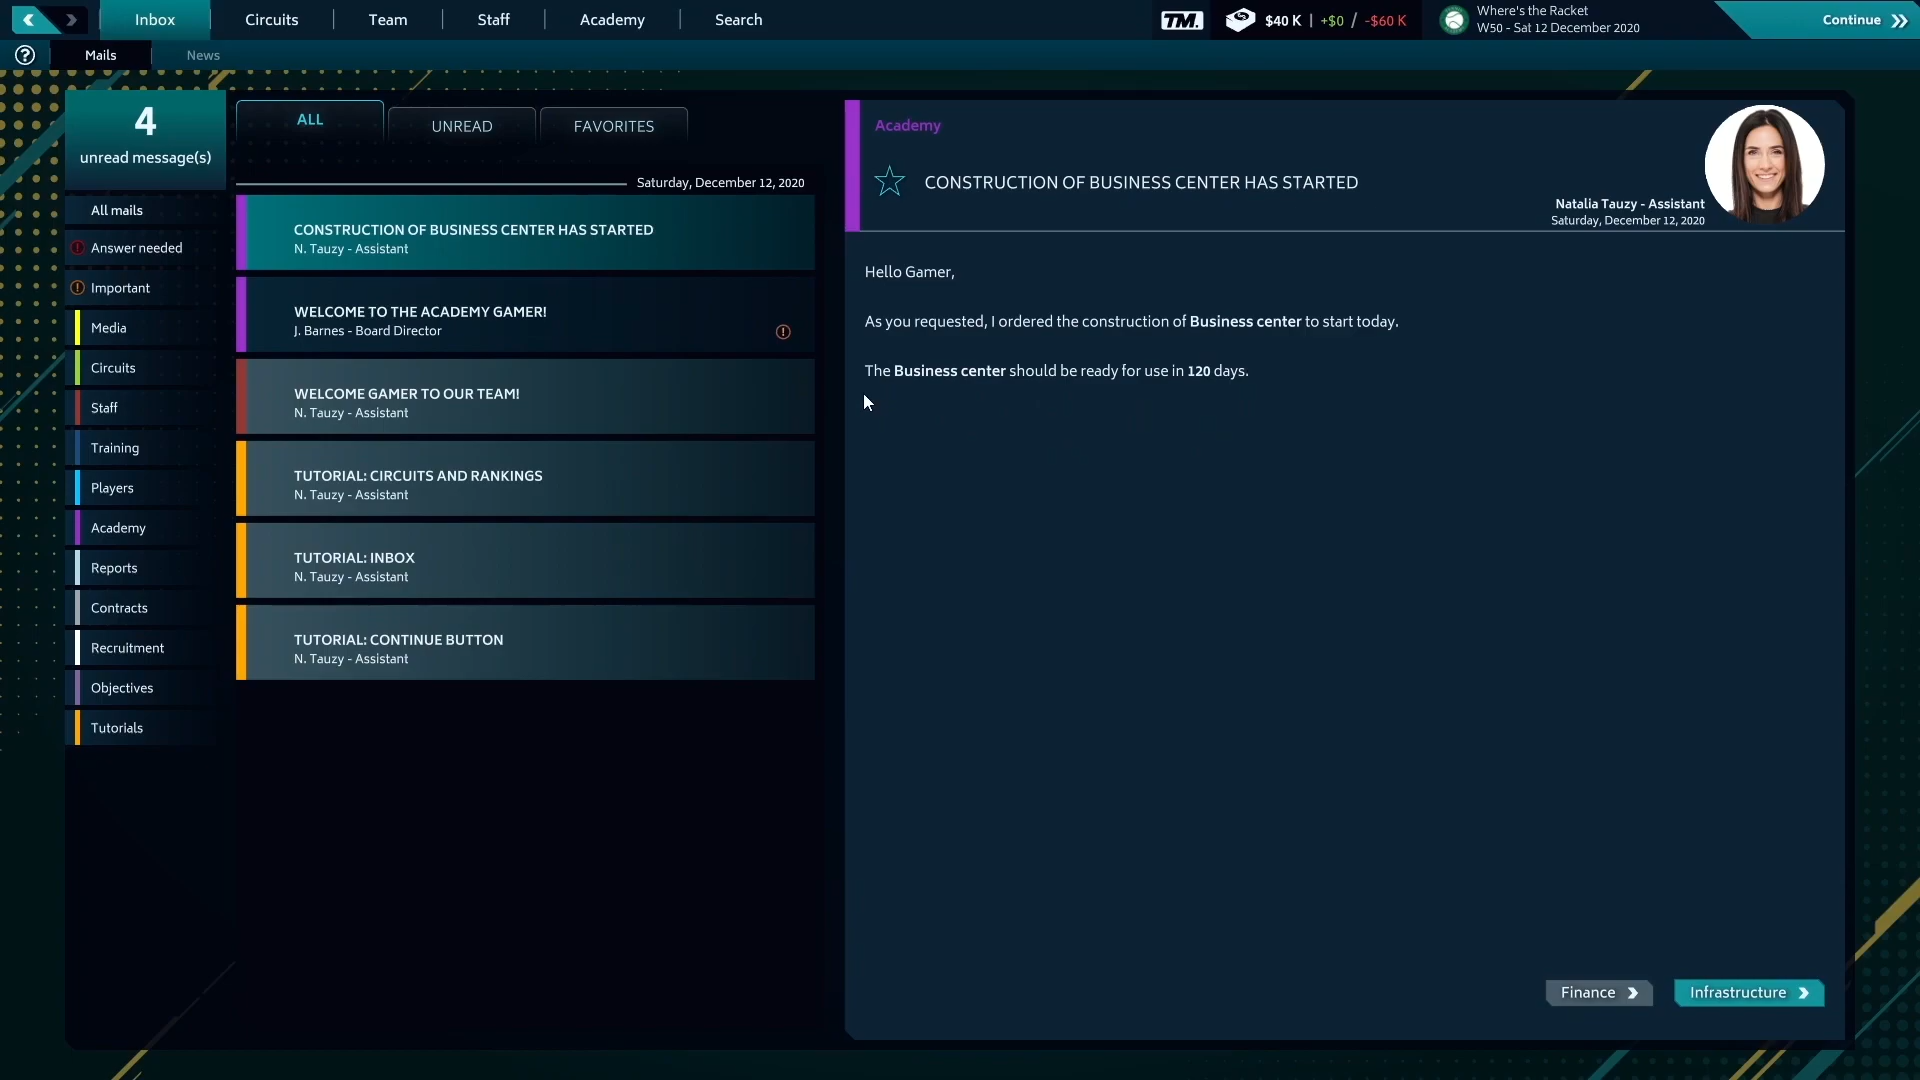 Inbox
Circuits
Team
Staff
Academy
Search
TM.
$40 K | +$0 / -$60 K
Where's the Racket
W50 - Sat 12 December 2020
Continue
?
Mails
News
4
unread message(s)
All mails
Answer needed
Important
Media
Circuits
Staff
Training
Players
Academy
Reports
Contracts
Recruitment
Objectives
Tutorials
ALL
UNREAD
FAVORITES
Saturday, December 12, 2020
CONSTRUCTION OF BUSINESS CENTER HAS STARTED
N. Tauzy - Assistant
WELCOME TO THE ACADEMY GAMER!
J. Barnes - Board Director
WELCOME GAMER TO OUR TEAM!
N. Tauzy - Assistant
TUTORIAL: CIRCUITS AND RANKINGS
N. Tauzy - Assistant
TUTORIAL: INBOX
N. Tauzy - Assistant
TUTORIAL: CONTINUE BUTTON
N. Tauzy - Assistant
Academy
CONSTRUCTION OF BUSINESS CENTER HAS STARTED
Natalia Tauzy - Assistant
Saturday, December 12, 2020
Hello Gamer,
As you requested, I ordered the construction of Business center to start today.
The Business center should be ready for use in 120 days.
Finance
Infrastructure